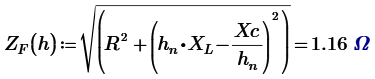 Z_F(h) := √(R² + (h_n • X_L − Xc/h_n)²) = 1.16 Ω